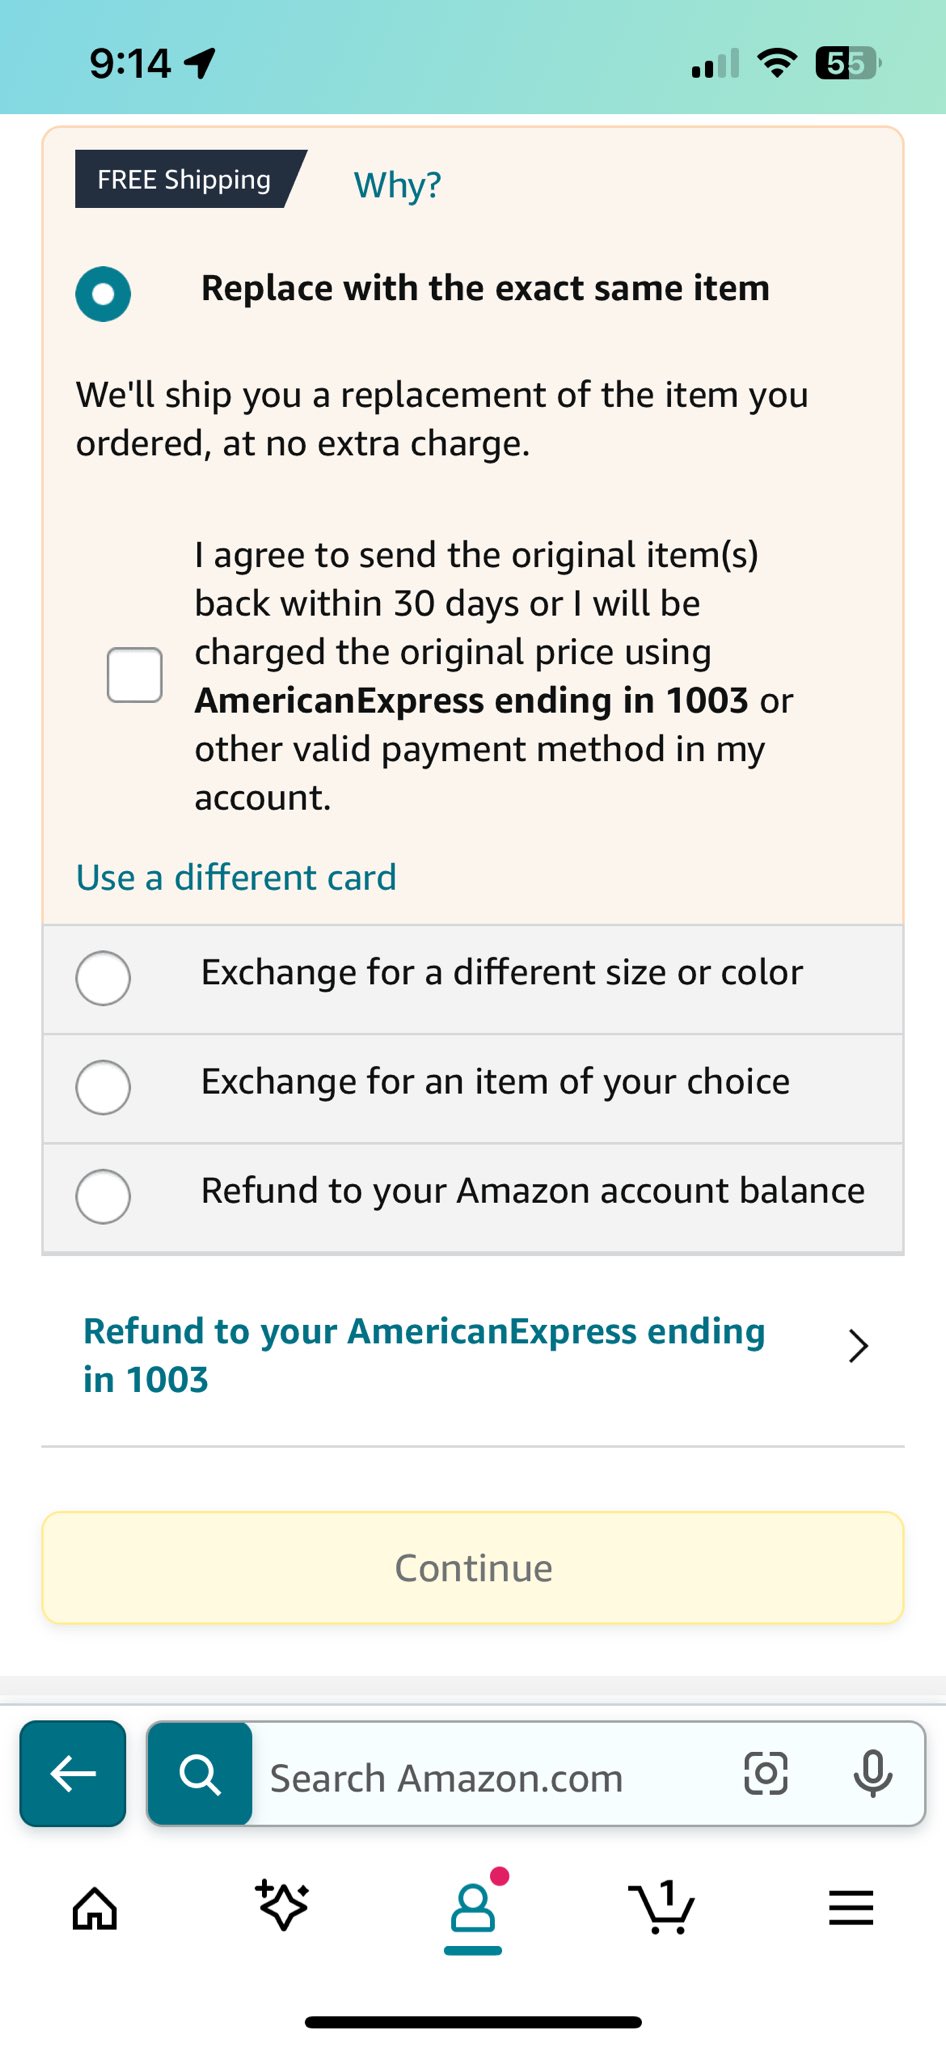 9:14
55
FREE Shipping
Why?
Replace with the exact same item
We'll ship you a replacement of the item you
ordered, at no extra charge.
I agree to send the original item(s)
back within 30 days or I will be
charged the original price using
AmericanExpress ending in 1003 or
other valid payment method in my
account.
Use a different card
Exchange for a different size or color
Exchange for an item of your choice
Refund to your Amazon account balance
Refund to your AmericanExpress ending
in 1003
Continue
Search Amazon.com
1